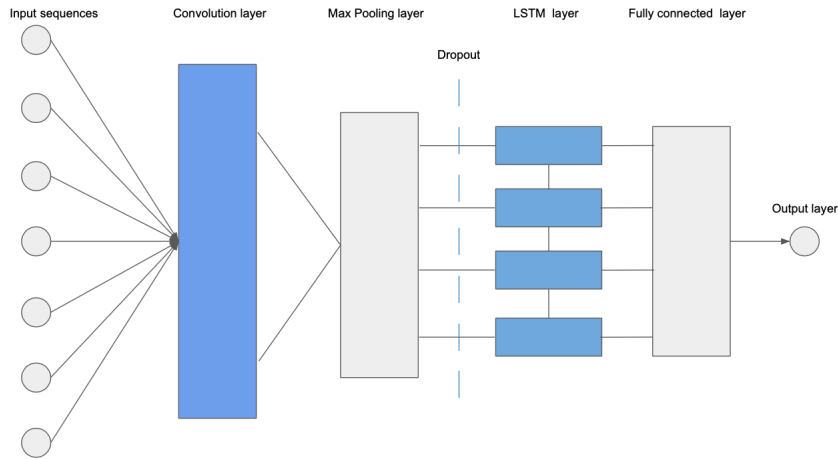 Input sequences
Convolution layer
Max Pooling layer
LSTM layer
Fully connected layer
Dropout
Output layer